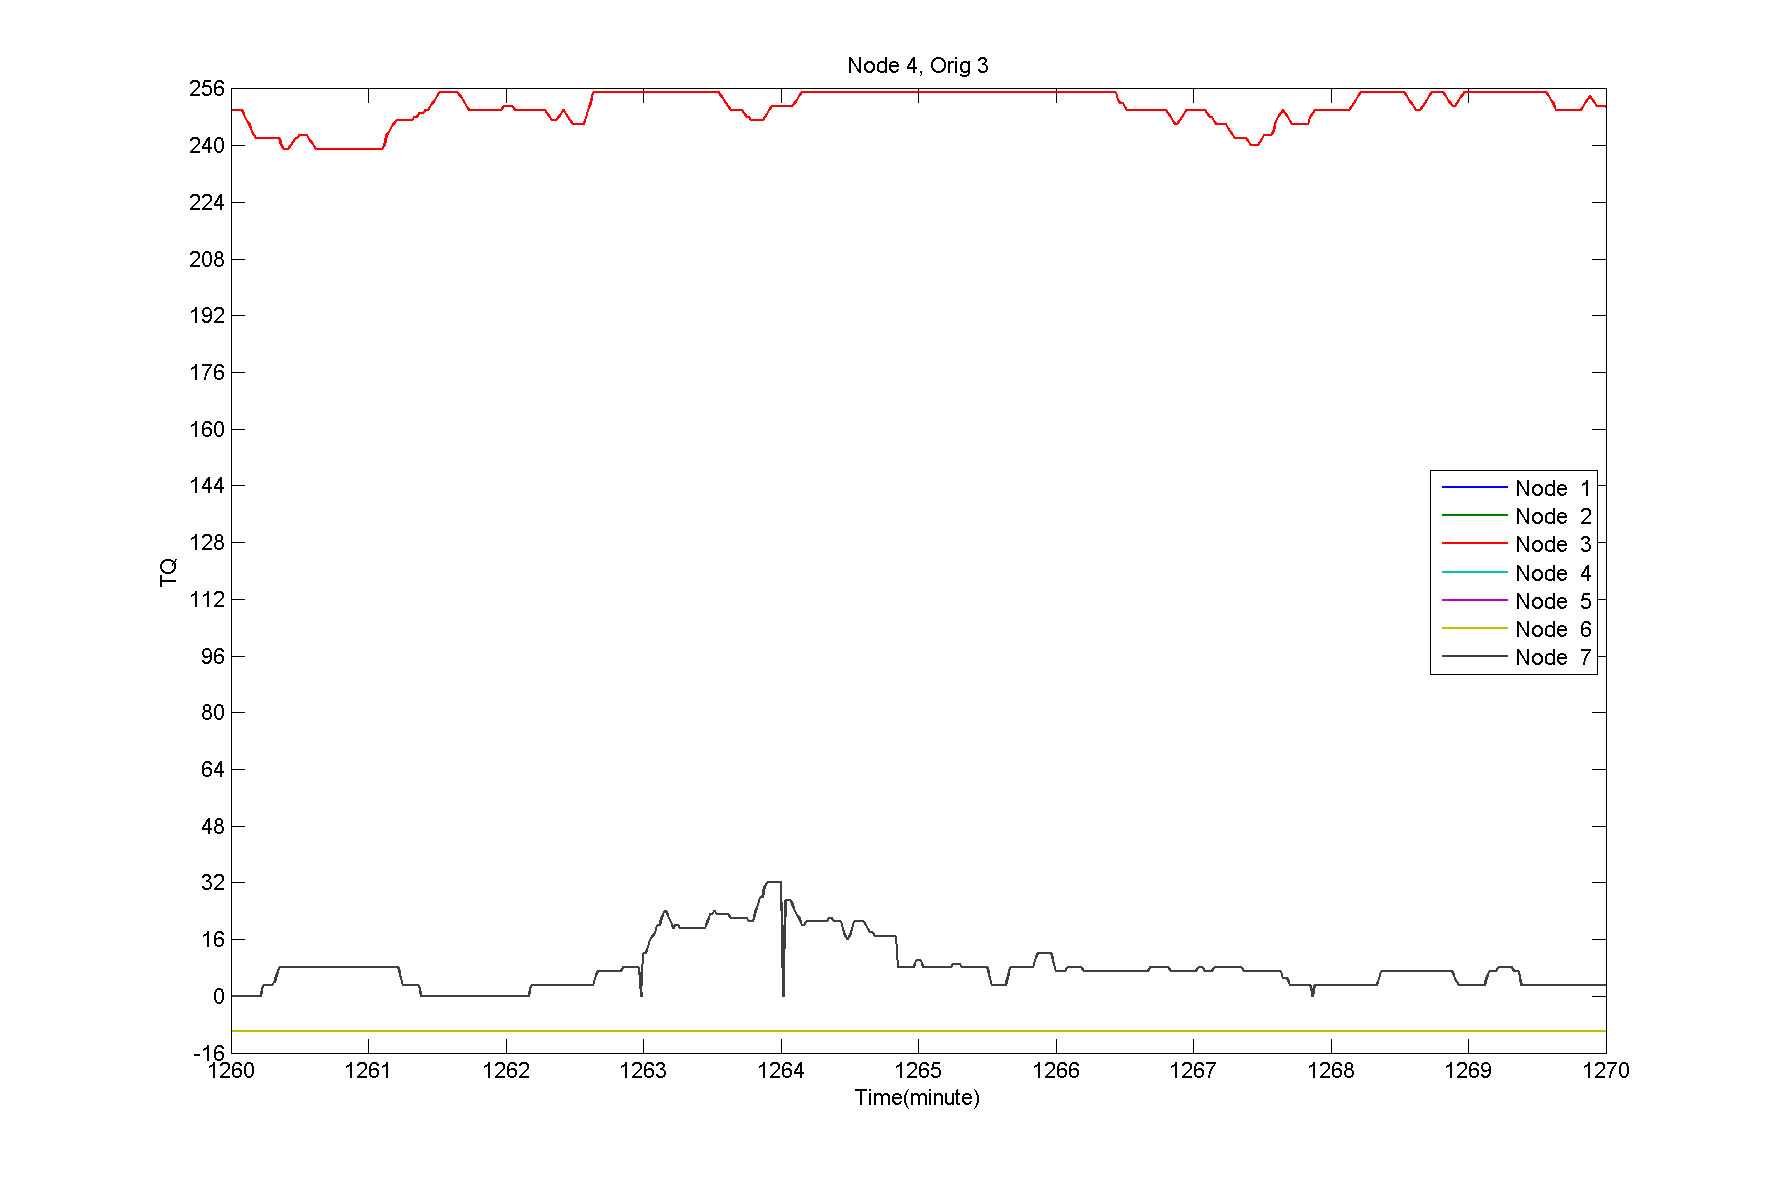 Node 4, Orig 3
256
240
224
208
192
176
160
144
128
112
96
80
64
48
32
16
0
-16
TQ
Node 1
Node 2
Node 3
Node 4
Node 5
Node 6
Node 7
1260 1261 1262 1263 1264 1265 1266 1267 1268 1269 1270
Time(minute)